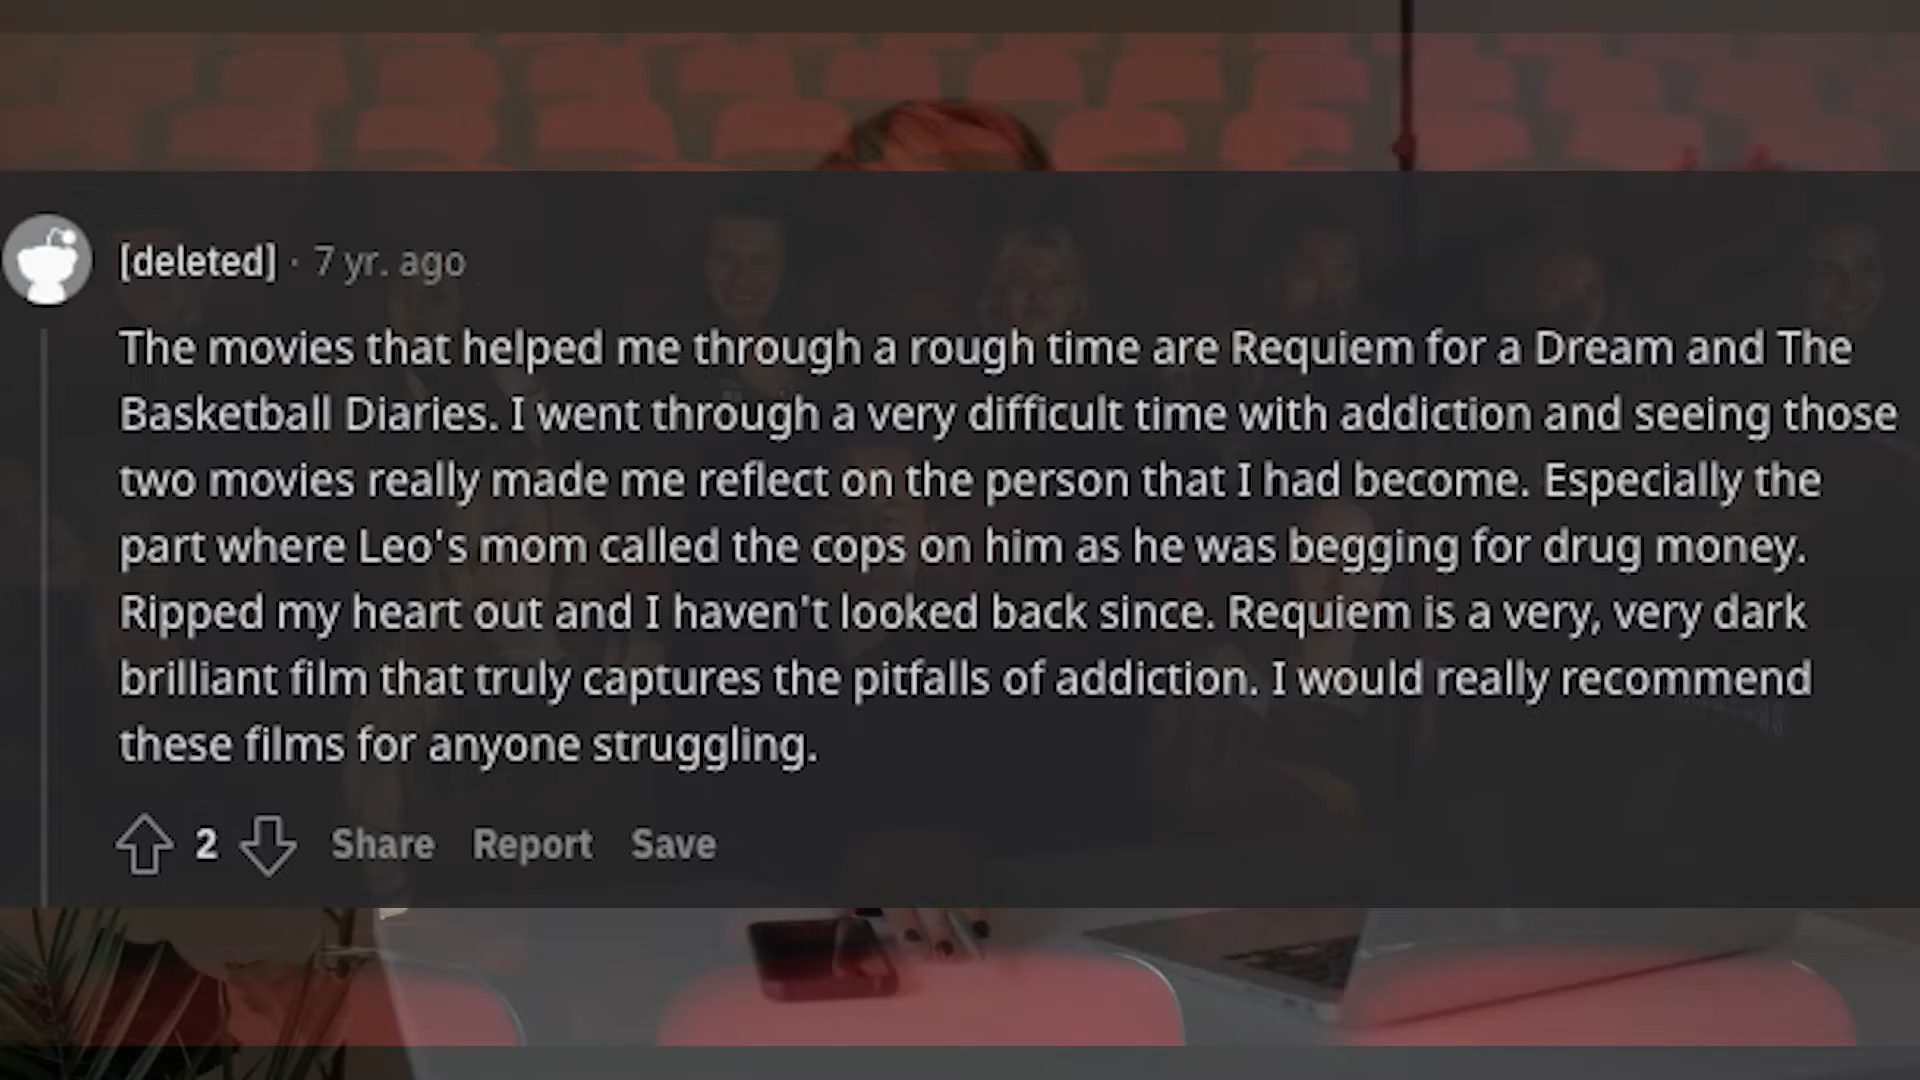 [deleted] · 7 yr. ago
The movies that helped me through a rough time are Requiem for a Dream and The
Basketball Diaries. I went through a very difficult time with addiction and seeing those
two movies really made me reflect on the person that I had become. Especially the
part where Leo's mom called the cops on him as he was begging for drug money.
Ripped my heart out and I haven't looked back since. Requiem is a very, very dark
brilliant film that truly captures the pitfalls of addiction. I would really recommend
these films for anyone struggling.
2 Share Report Save